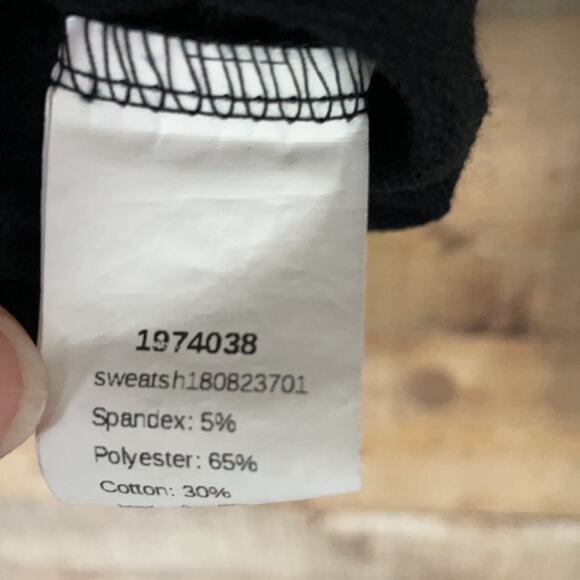 1974038
sweatsh180823701
Spandex: 5%
Polyester: 65%
Cotton: 30%